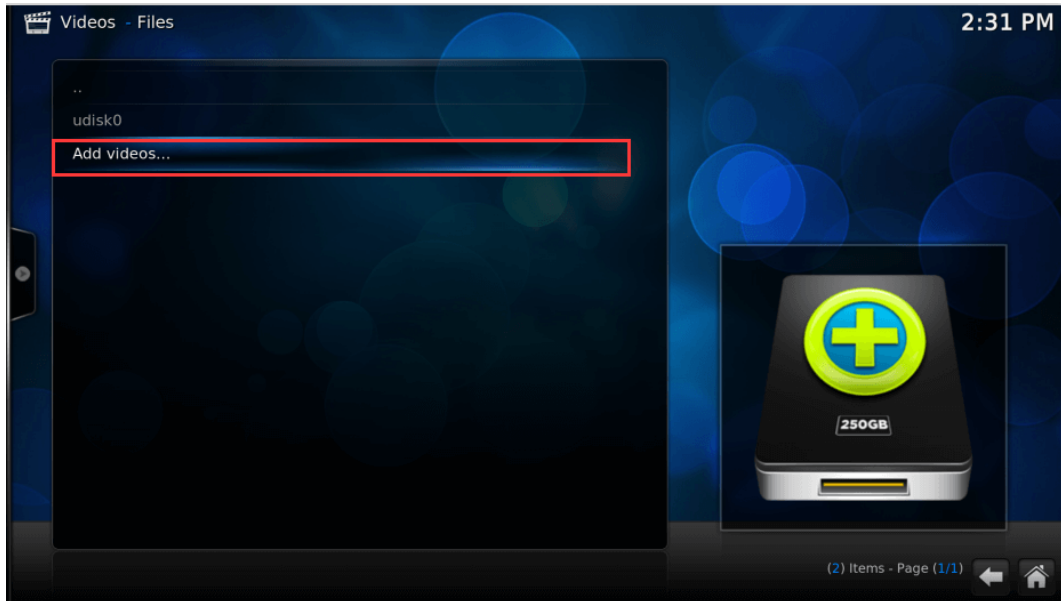 Videos - Files
2:31 PM
..
udisk0
Add videos...
250GB
(2) Items - Page (1/1)